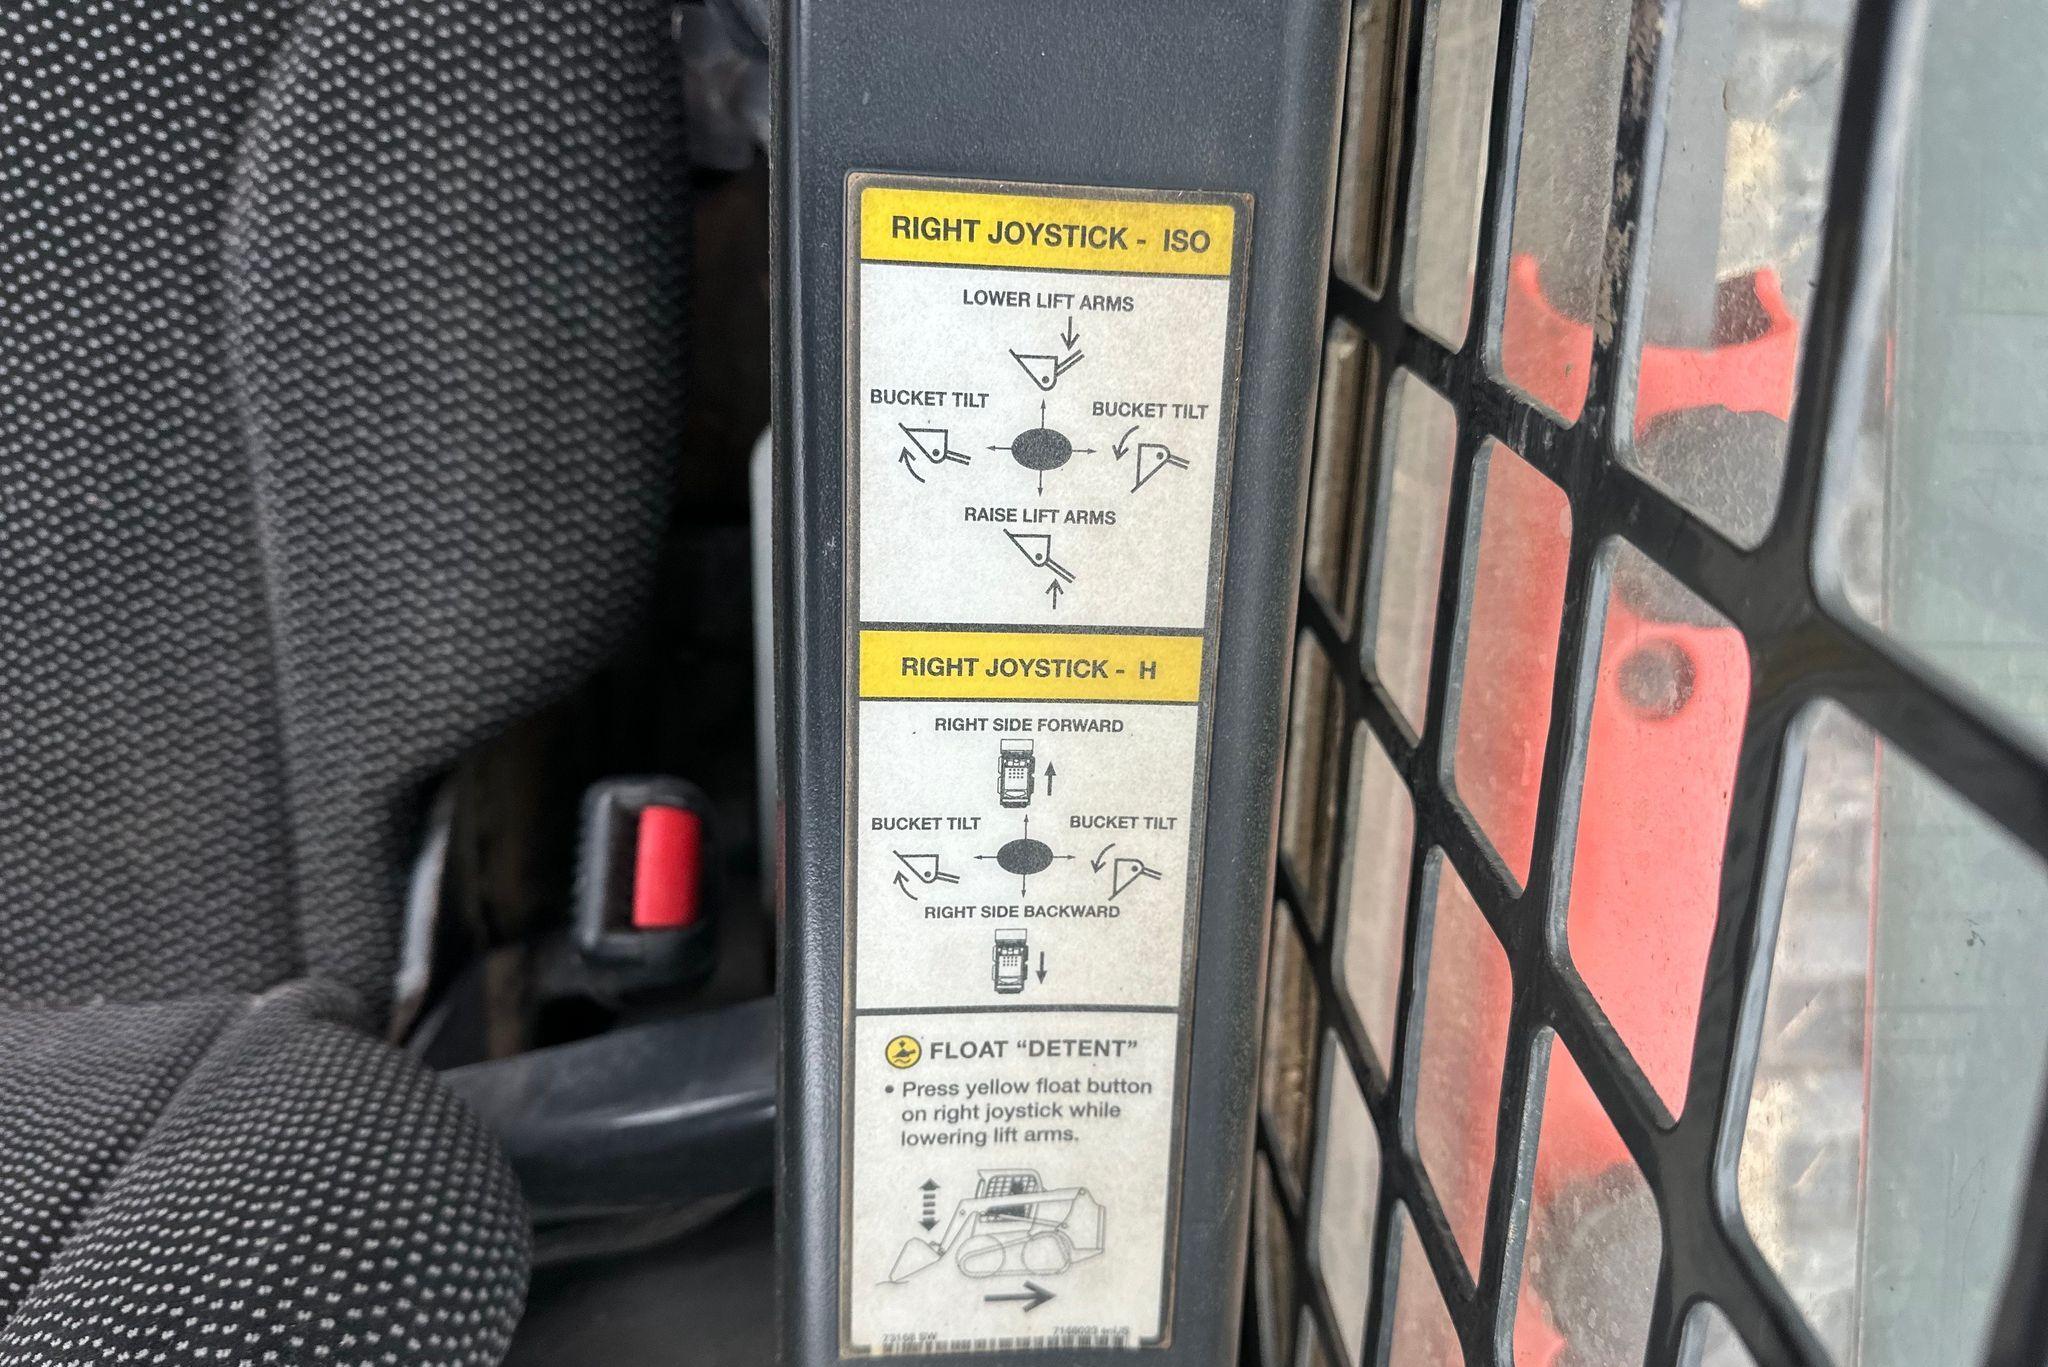 RIGHT JOYSTICK - ISO
LOWER LIFT ARMS
BUCKET TILT
BUCKET TILT
RAISE LIFT ARMS
RIGHT JOYSTICK - H
RIGHT SIDE FORWARD
BUCKET TILT
BUCKET TILT
RIGHT SIDE BACKWARD
FLOAT “DETENT”
• Press yellow float button
on right joystick while
lowering lift arms.